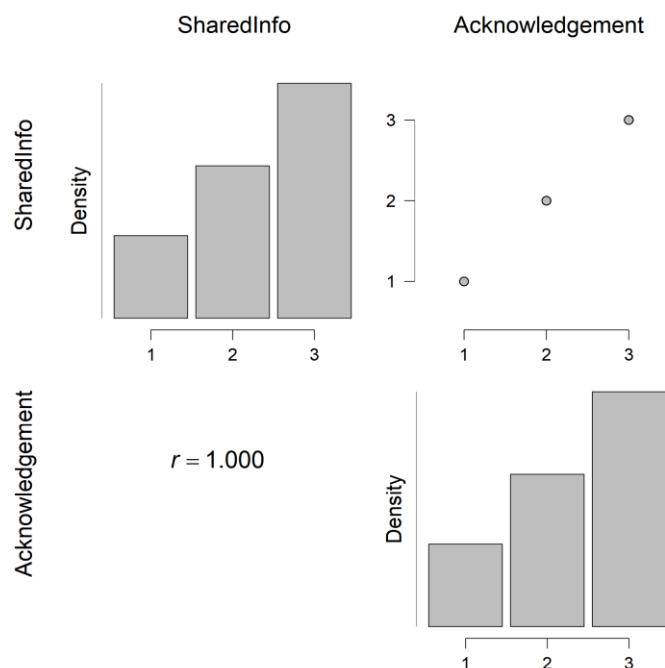 SharedInfo
Acknowledgement
SharedInfo
Density
3
2
1
1 2 3
1 2 3
Acknowledgement
r = 1.000
Density
1 2 3